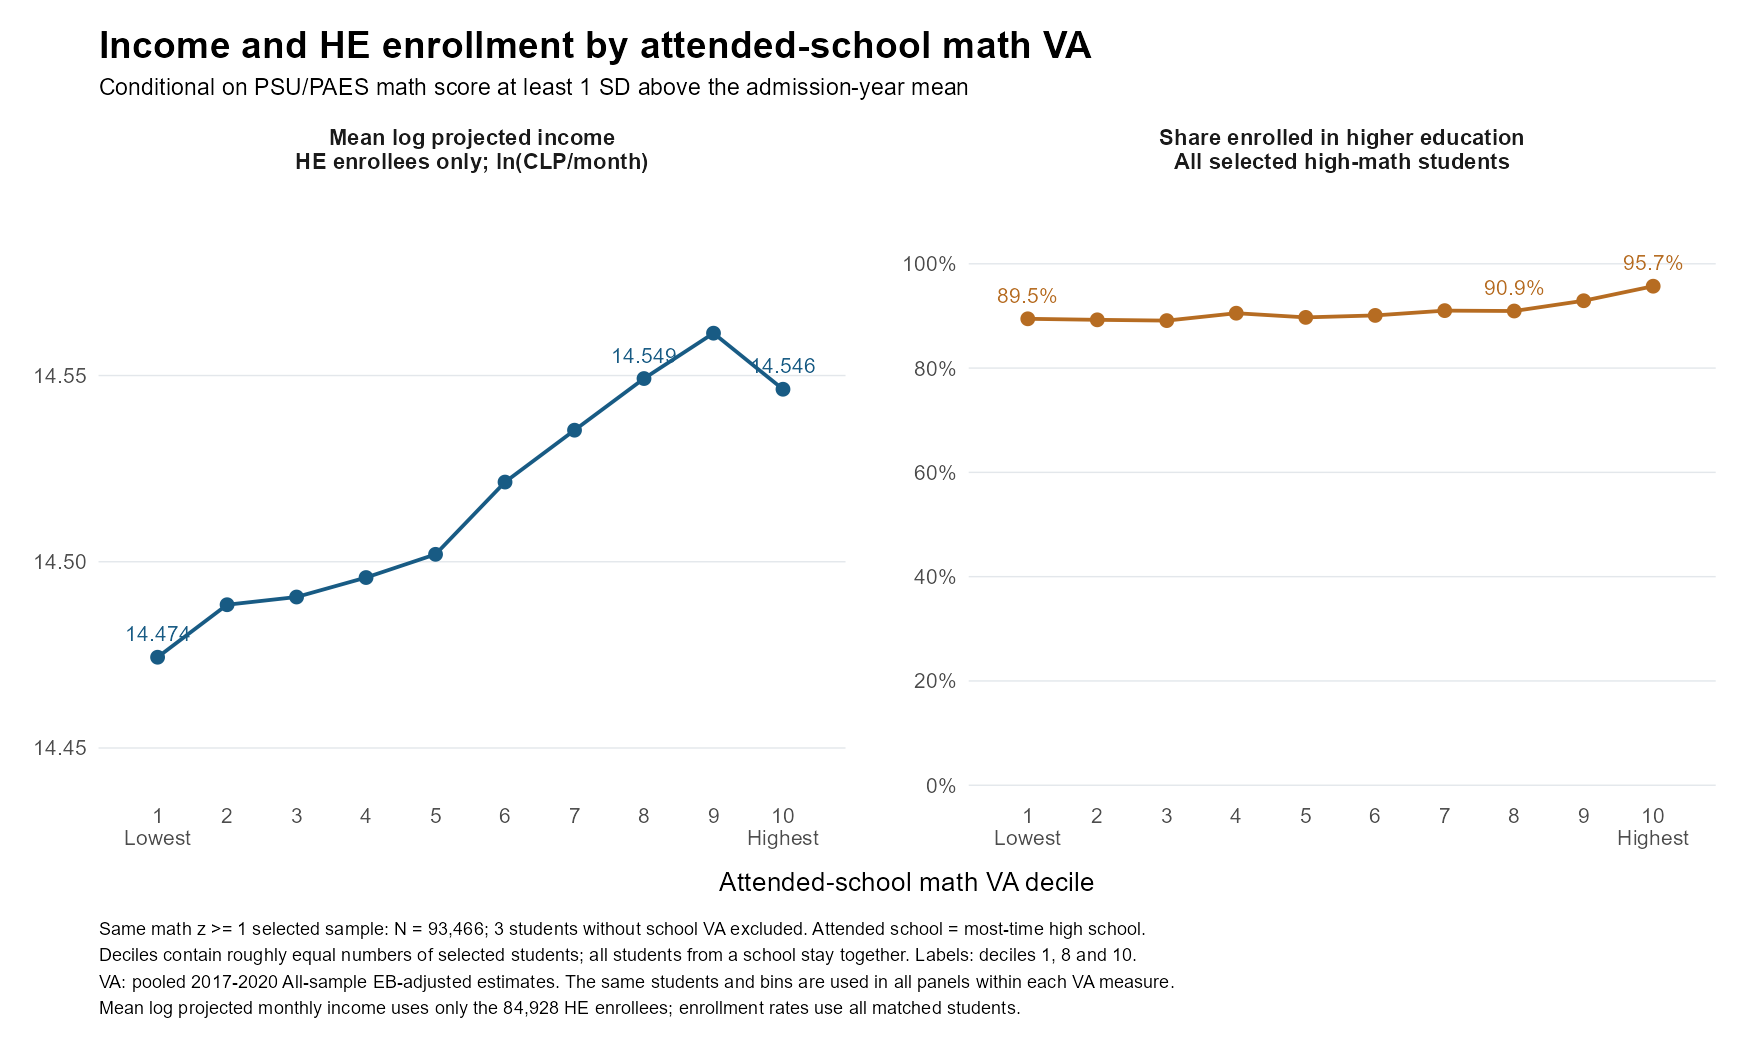 Income and HE enrollment by attended-school math VA
Conditional on PSU/PAES math score at least 1 SD above the admission-year mean
Mean log projected income
HE enrollees only; ln(CLP/month)
14.55
14.50
14.45
14.474
14.549
14.546
1
Lowest
2
3
4
5
6
7
8
9
10
Highest
Share enrolled in higher education
All selected high-math students
100%
80%
60%
40%
20%
0%
89.5%
90.9%
95.7%
1
Lowest
2
3
4
5
6
7
8
9
10
Highest
Attended-school math VA decile
Same math z >= 1 selected sample: N = 93,466; 3 students without school VA excluded. Attended school = most-time high school.
Deciles contain roughly equal numbers of selected students; all students from a school stay together. Labels: deciles 1, 8 and 10.
VA: pooled 2017-2020 All-sample EB-adjusted estimates. The same students and bins are used in all panels within each VA measure.
Mean log projected monthly income uses only the 84,928 HE enrollees; enrollment rates use all matched students.